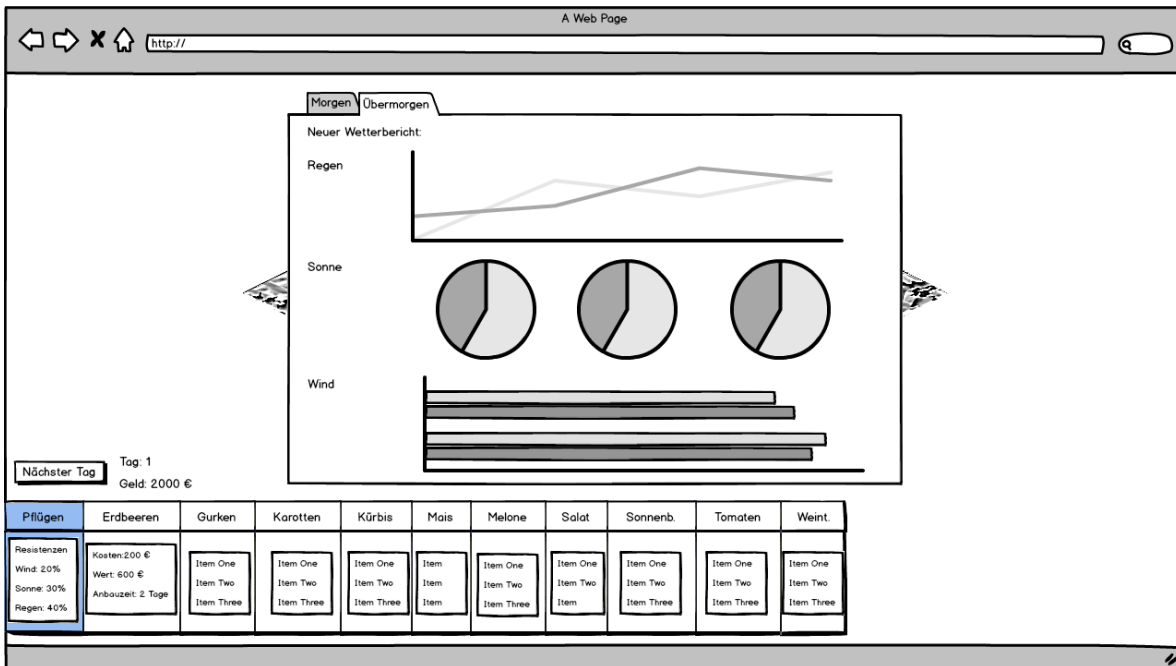 A Web Page
http://
Morgen Übermorgen
Neuer Wetterbericht:
Regen
Sonne
Wind
Nächster Tag
Tag: 1
Geld: 2000 €
Pflügen Erdbeeren Gurken Karotten Kürbis Mais Melone Salat Sonnenb. Tomaten Weint.
Resistenzen
Wind: 20%
Sonne: 30%
Regen: 40%
Kosten:200 €
Wert: 600 €
Anbauzeit: 2 Tage
Item One
Item Two
Item Three
Item One
Item Two
Item Three
Item One
Item Two
Item Three
Item
Item
Item
Item One
Item Two
Item Three
Item One
Item Two
Item
Item One
Item Two
Item Three
Item One
Item Two
Item Three
Item One
Item Two
Item Three